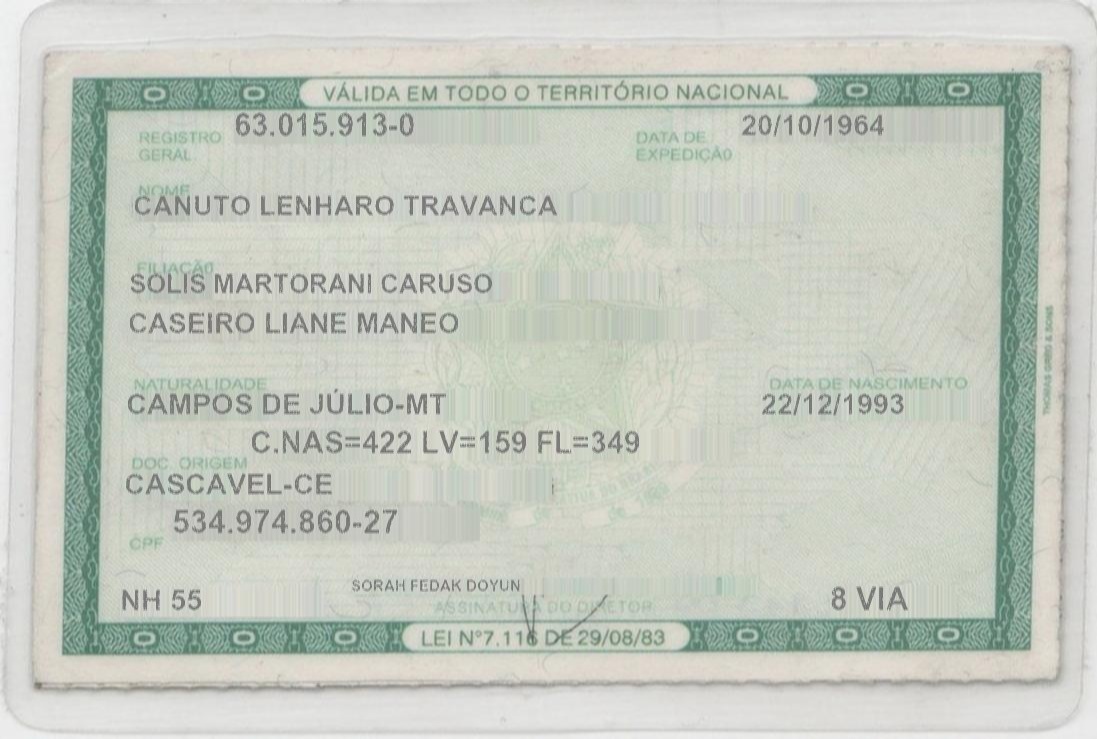 VÁLIDA EM TODO O TERRITÓRIO NACIONAL
REGISTRO GERAL 63.015.913-0 DATA DE EXPEDIÇÃO 20/10/1964
NOME
CANUTO LENHARO TRAVANCA
FILIAÇÃO
SOLIS MARTORANI CARUSO
CASEIRO LIANE MANEO
NATURALIDADE DATA DE NASCIMENTO
CAMPOS DE JÚLIO-MT 22/12/1993
C.NAS=422 LV=159 FL=349
DOC. ORIGEM
CASCAVEL-CE
534.974.860-27
CPF
NH 55 SORAH FEDAK DOYUN 8 VIA
ASSINATURA DO DIRETOR
LEI Nº7.116 DE 29/08/83